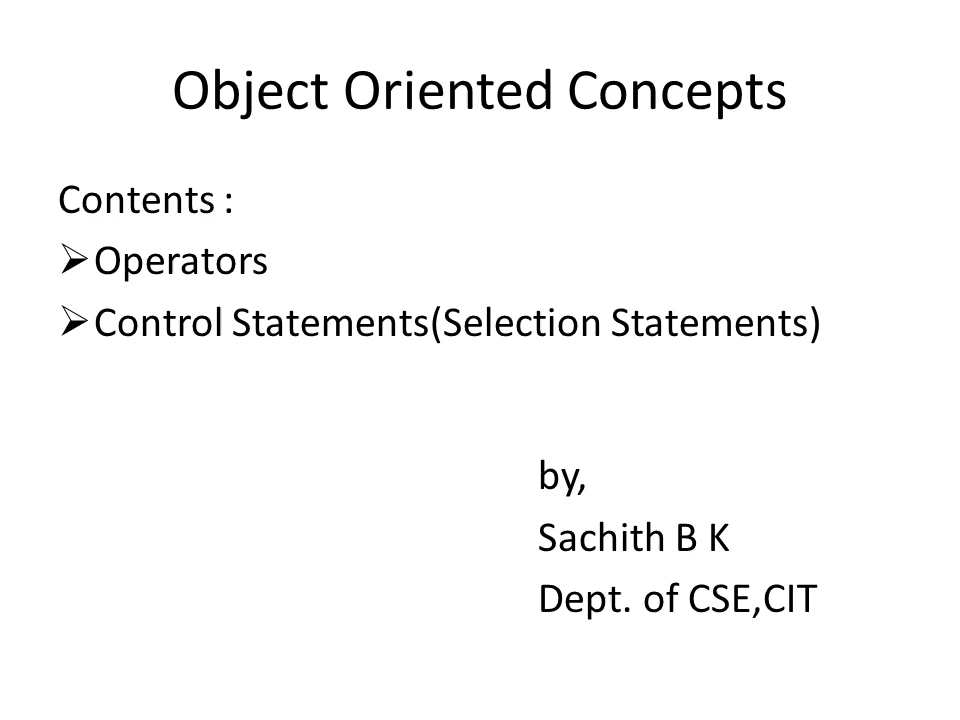 Object Oriented Concepts
Contents :
➢Operators
➢Control Statements(Selection Statements)
by,
Sachith B K
Dept. of CSE,CIT